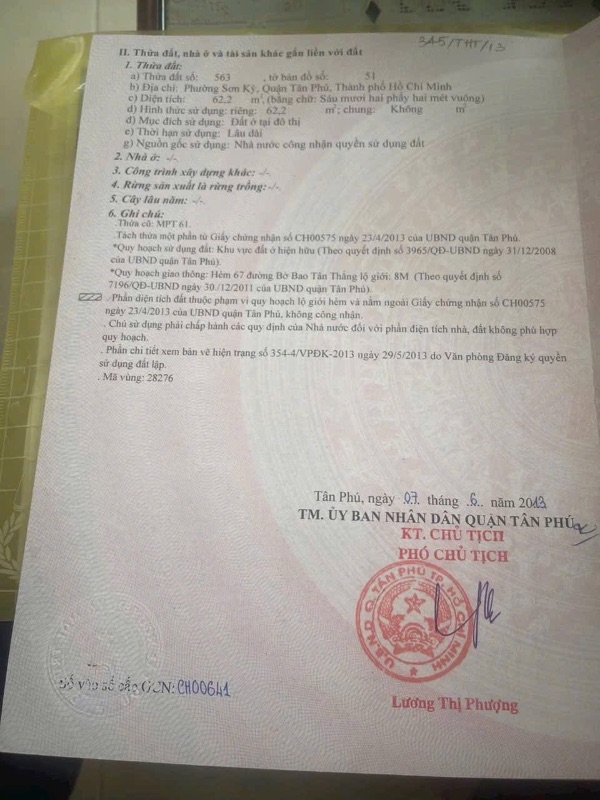 345/THT/13
II. Thửa đất, nhà ở và tài sản khác gắn liền với đất
1. Thửa đất:
a) Thửa đất số: 563 , tờ bản đồ số: 51
b) Địa chỉ: Phường Sơn Kỳ, Quận Tân Phú, Thành phố Hồ Chí Minh
c) Diện tích: 62,2 m², (bằng chữ: Sáu mươi hai phẩy hai mét vuông)
d) Hình thức sử dụng: riêng: 62,2 m²; chung: Không m²
đ) Mục đích sử dụng: Đất ở tại đô thị
e) Thời hạn sử dụng: Lâu dài
g) Nguồn gốc sử dụng: Nhà nước công nhận quyền sử dụng đất
2. Nhà ở: -/-
3. Công trình xây dựng khác: -/-
4. Rừng sản xuất là rừng trồng: -/-
5. Cây lâu năm: -/-
6. Ghi chú:
.Thửa cũ: MPT 61.
.Tách thửa một phần từ Giấy chứng nhận số CH00575 ngày 23/4/2013 của UBND quận Tân Phú.
*Quy hoạch sử dụng đất: Khu vực đất ở hiện hữu (Theo quyết định số 3965/QĐ-UBND ngày 31/12/2008
của UBND quận Tân Phú).
*Quy hoạch giao thông: Hẻm 67 đường Bờ Bao Tân Thắng lộ giới: 8M (Theo quyết định số
7196/QĐ-UBND ngày 30./12/2011 của UBND quận Tân Phú).
. Phần diện tích đất thuộc phạm vi quy hoạch lộ giới hẻm và nằm ngoài Giấy chứng nhận số CH00575
ngày 23/4/2013 của UBND quận Tân Phú, không công nhận.
. Chủ sử dụng phải chấp hành các quy định của Nhà nước đối với phần diện tích nhà, đất không phù hợp
quy hoạch.
. Phần chi tiết xem bản vẽ hiện trạng số 354-4/VPĐK-2013 ngày 29/5/2013 do Văn phòng Đăng ký quyền
sử dụng đất lập.
. Mã vùng: 28276
Tân Phú, ngày 07. tháng .6.. năm 2013
TM. ỦY BAN NHÂN DÂN QUẬN TÂN PHÚ
KT. CHỦ TỊCH
PHÓ CHỦ TỊCH
U.B.N.D Q. TÂN PHÚ T.P. HỒ CHÍ MINH
Lương Thị Phượng
Số vào sổ cấp GCN: CH00641